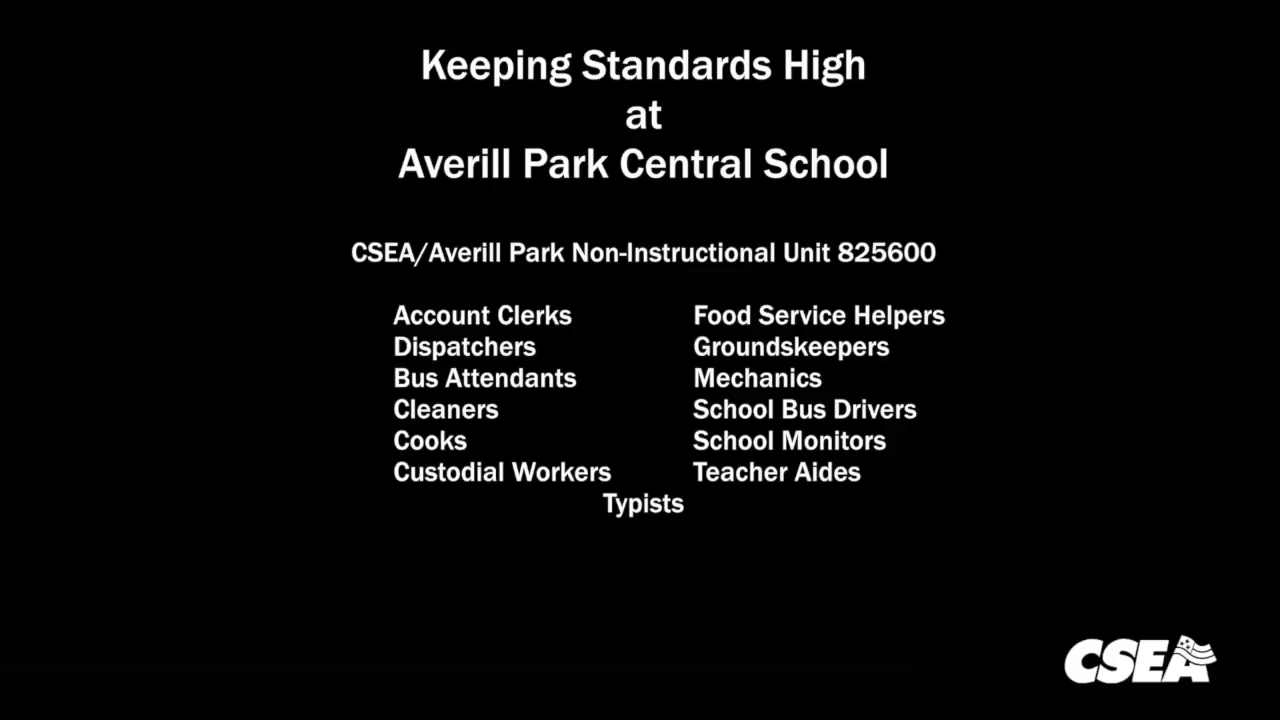 Keeping Standards High
at
Averill Park Central School
CSEA/Averill Park Non-Instructional Unit 825600
Account Clerks
Dispatchers
Bus Attendants
Cleaners
Cooks
Custodial Workers
Food Service Helpers
Groundskeepers
Mechanics
School Bus Drivers
School Monitors
Teacher Aides
Typists
CSEA